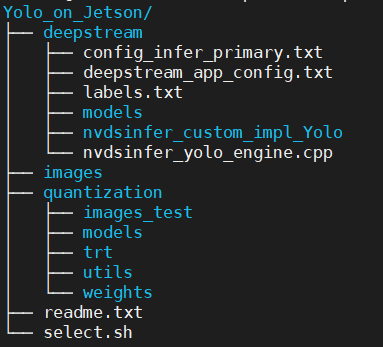 Yolo_on_Jetson/
├── deepstream
│   ├── config_infer_primary.txt
│   ├── deepstream_app_config.txt
│   ├── labels.txt
│   ├── models
│   ├── nvdsinfer_custom_impl_Yolo
│   └── nvdsinfer_yolo_engine.cpp
├── images
├── quantization
│   ├── images_test
│   ├── models
│   ├── trt
│   ├── utils
│   └── weights
├── readme.txt
└── select.sh